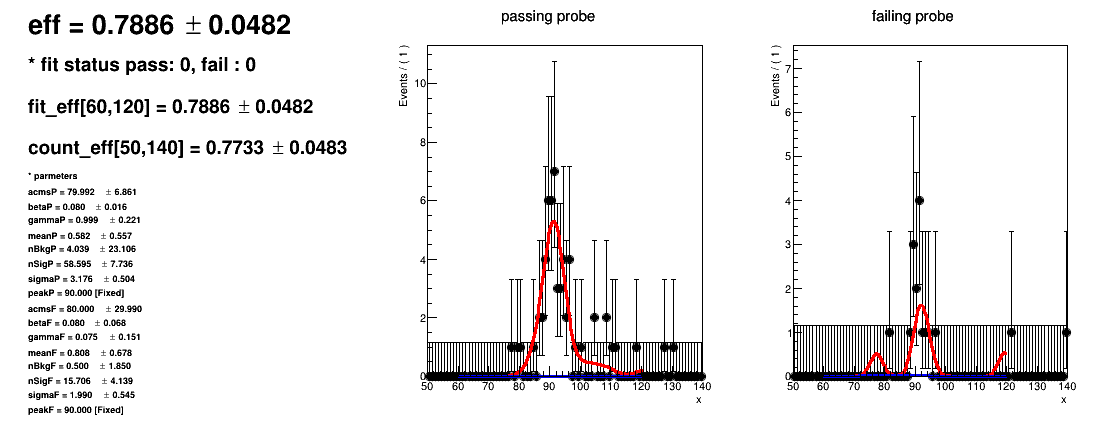 eff = 0.7886 ± 0.0482
* fit status pass: 0, fail : 0
fit_eff[60,120] = 0.7886 ± 0.0482
count_eff[50,140] = 0.7733 ± 0.0483
* parmeters
acmsP = 79.992 ± 6.861
betaP = 0.080 ± 0.016
gammaP = 0.999 ± 0.221
meanP = 0.582 ± 0.557
nBkgP = 4.039 ± 23.106
nSigP = 58.595 ± 7.736
sigmaP = 3.176 ± 0.504
peakP = 90.000 [Fixed]
acmsF = 80.000 ± 29.990
betaF = 0.080 ± 0.068
gammaF = 0.075 ± 0.151
meanF = 0.808 ± 0.678
nBkgF = 0.500 ± 1.850
nSigF = 15.706 ± 4.139
sigmaF = 1.990 ± 0.545
peakF = 90.000 [Fixed]
passing probe
Events / ( 1 )
10
8
6
4
2
0
50 60 70 80 90 100 110 120 130 140
x
failing probe
Events / ( 1 )
7
6
5
4
3
2
1
0
50 60 70 80 90 100 110 120 130 140
x